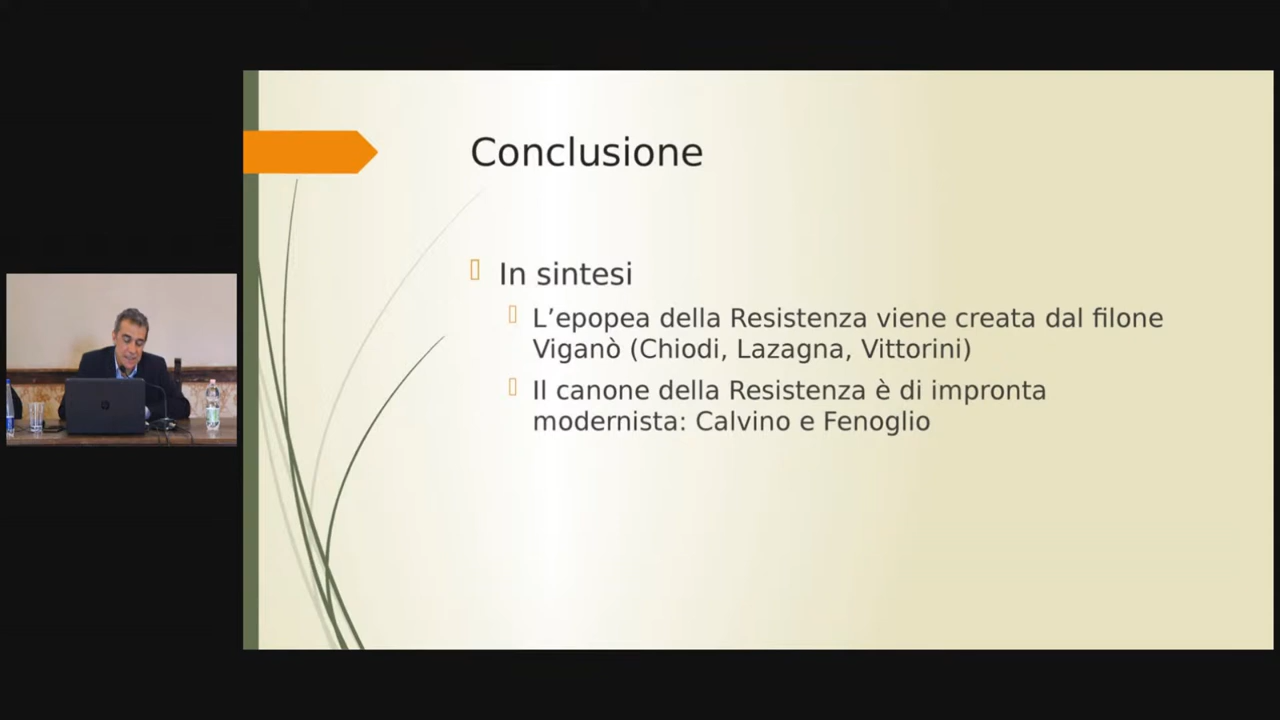 Conclusione
In sintesi
L’epopea della Resistenza viene creata dal filone
Viganò (Chiodi, Lazagna, Vittorini)
Il canone della Resistenza è di impronta
modernista: Calvino e Fenoglio